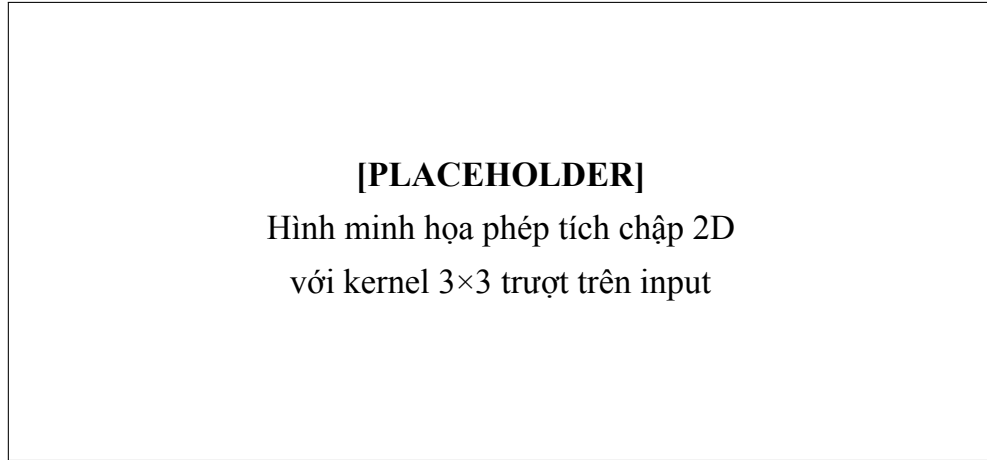 [PLACEHOLDER]
Hình minh họa phép tích chập 2D
với kernel 3×3 trượt trên input